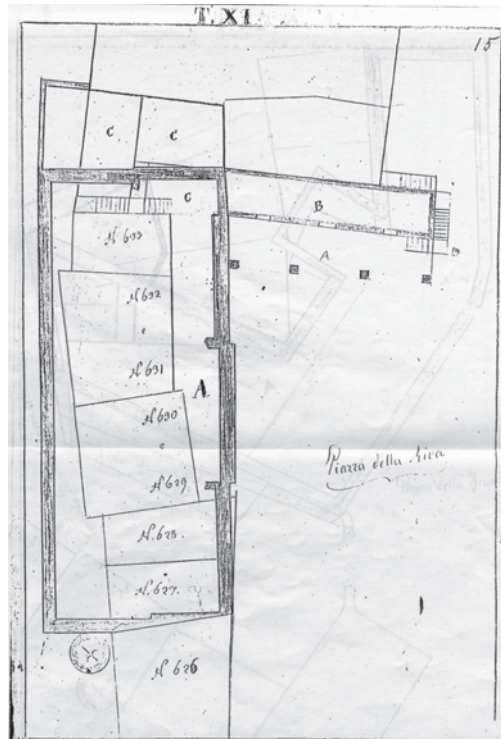 T. XI
15
C
C
C
B
A
N 633
N 632
e
N 631
A
N 630
e
N 629
Piazza della Riva
N. 628
N. 627.
N 626